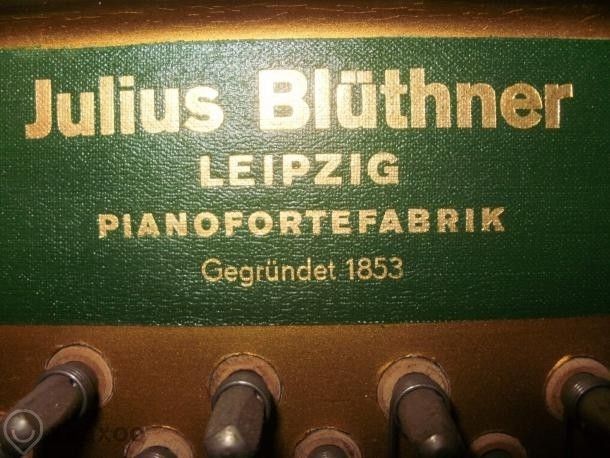 Julius Blüthner
LEIPZIG
PIANOFORTEFABRIK
Gegründet 1853